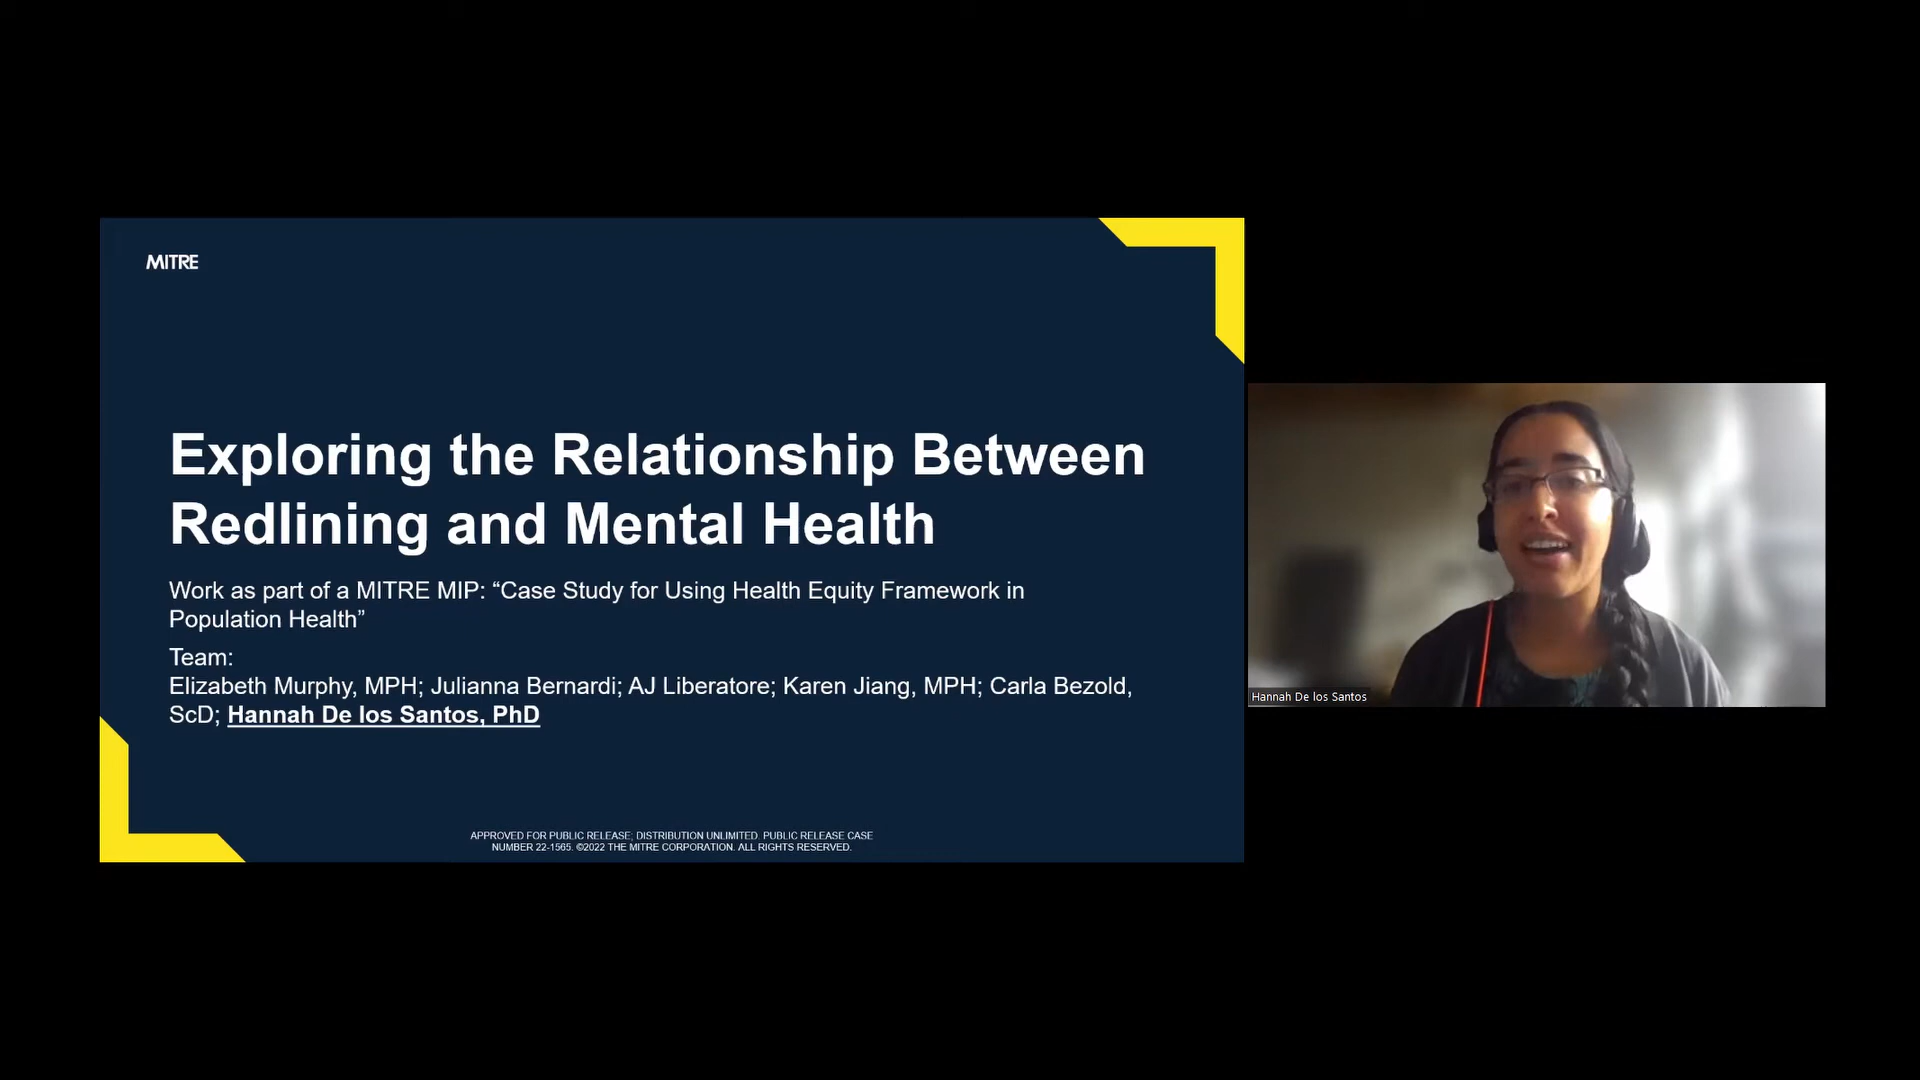 MITRE
Exploring the Relationship Between
Redlining and Mental Health
Work as part of a MITRE MIP: “Case Study for Using Health Equity Framework in
Population Health”
Team:
Elizabeth Murphy, MPH; Julianna Bernardi; AJ Liberatore; Karen Jiang, MPH; Carla Bezold,
ScD; Hannah De los Santos, PhD
APPROVED FOR PUBLIC RELEASE; DISTRIBUTION UNLIMITED. PUBLIC RELEASE CASE
NUMBER 22-1565. ©2022 THE MITRE CORPORATION. ALL RIGHTS RESERVED.
Hannah De los Santos